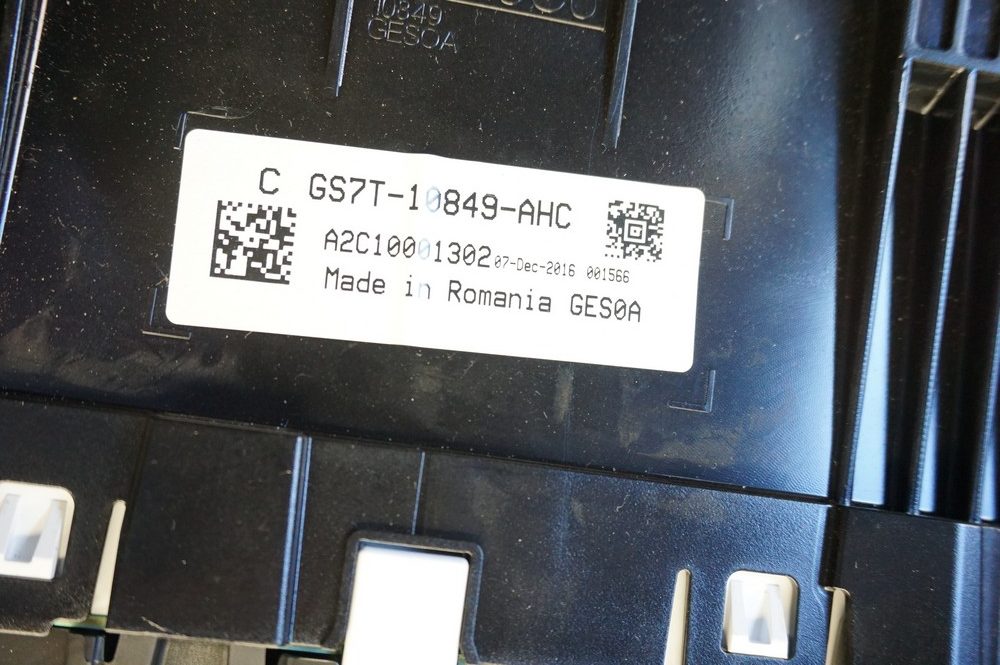 10849
GES0A
C GS7T-10849-AHC
A2C10001302 07-Dec-2016 001566
Made in Romania GES0A